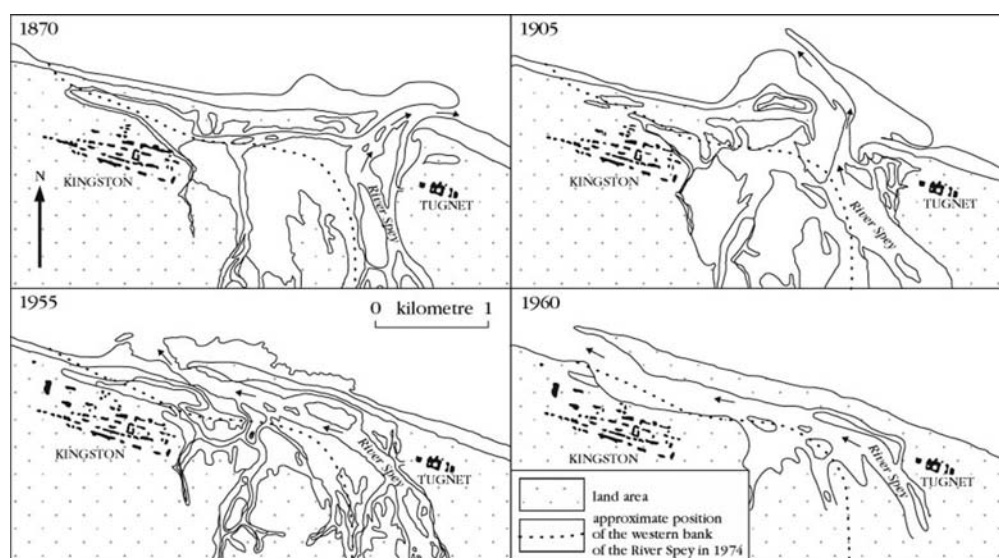 1870
KINGSTON
G
N
River Spey
TUGNET
1905
KINGSTON
G
River Spey
TUGNET
1955
0 kilometre 1
KINGSTON
G
River Spey
TUGNET
1960
KINGSTON
G
River Spey
TUGNET
land area
approximate position
of the western bank
of the River Spey in 1974